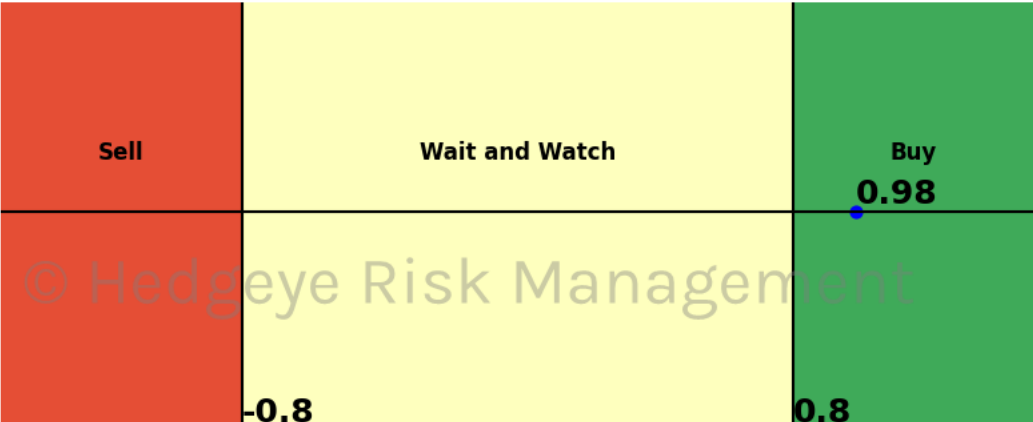 Sell
Wait and Watch
Buy
0.98
© Hedgeye Risk Management
-0.8
0.8